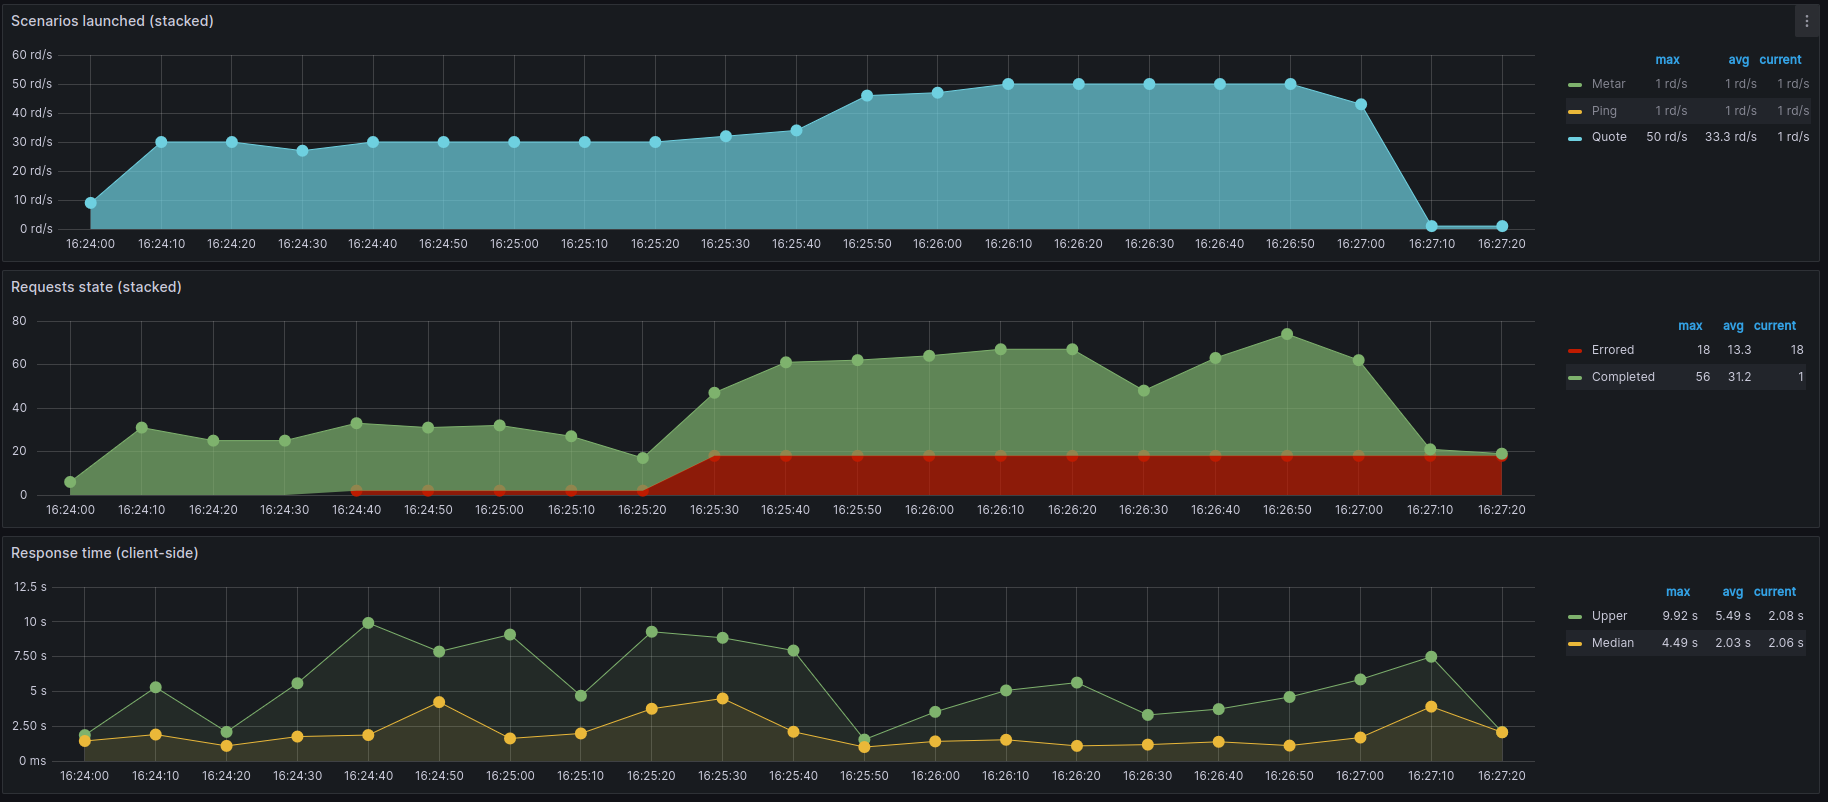 Scenarios launched (stacked)
60 rd/s
50 rd/s
40 rd/s
30 rd/s
20 rd/s
10 rd/s
0 rd/s
16:24:00 16:24:10 16:24:20 16:24:30 16:24:40 16:24:50 16:25:00 16:25:10 16:25:20 16:25:30 16:25:40 16:25:50 16:26:00 16:26:10 16:26:20 16:26:30 16:26:40 16:26:50 16:27:00 16:27:10 16:27:20
max avg current
Metar 1 rd/s 1 rd/s 1 rd/s
Ping 1 rd/s 1 rd/s 1 rd/s
Quote 50 rd/s 33.3 rd/s 1 rd/s
Requests state (stacked)
80
60
40
20
0
16:24:00 16:24:10 16:24:20 16:24:30 16:24:40 16:24:50 16:25:00 16:25:10 16:25:20 16:25:30 16:25:40 16:25:50 16:26:00 16:26:10 16:26:20 16:26:30 16:26:40 16:26:50 16:27:00 16:27:10 16:27:20
max avg current
Errored 18 13.3 18
Completed 56 31.2 1
Response time (client-side)
12.5 s
10 s
7.50 s
5 s
2.50 s
0 ms
16:24:00 16:24:10 16:24:20 16:24:30 16:24:40 16:24:50 16:25:00 16:25:10 16:25:20 16:25:30 16:25:40 16:25:50 16:26:00 16:26:10 16:26:20 16:26:30 16:26:40 16:26:50 16:27:00 16:27:10 16:27:20
max avg current
Upper 9.92 s 5.49 s 2.08 s
Median 4.49 s 2.03 s 2.06 s